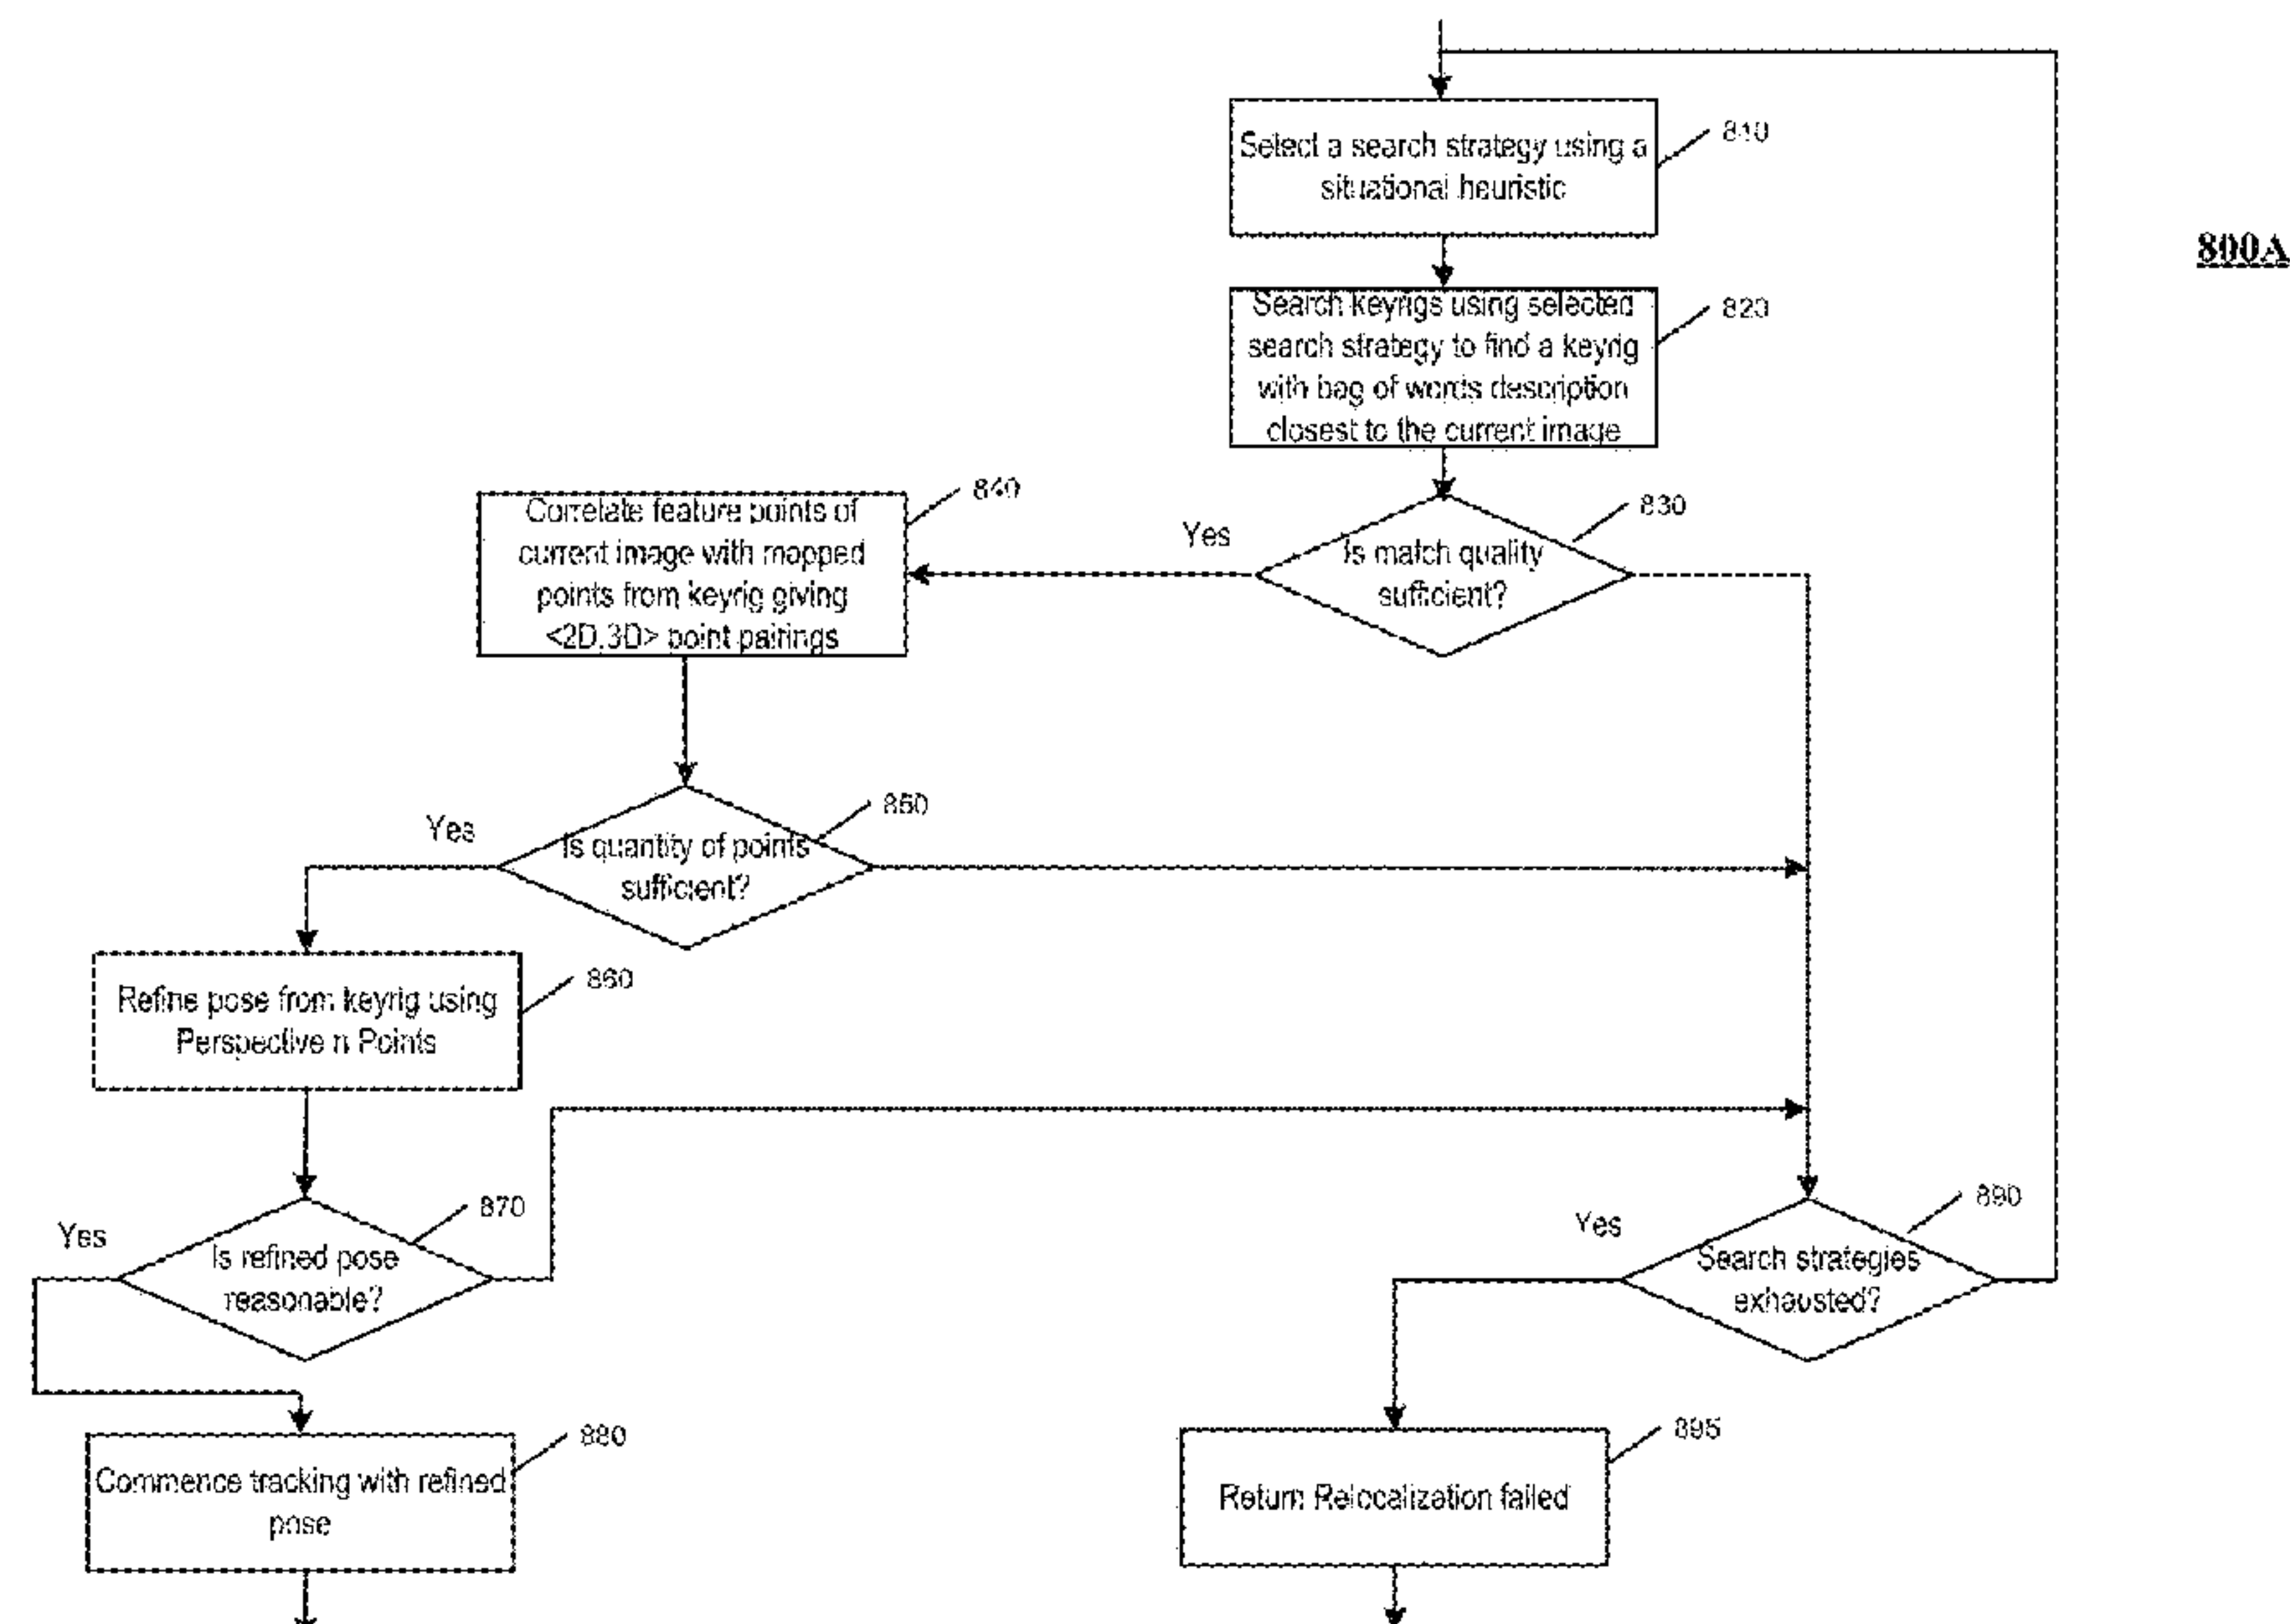 Select a search strategy using a
situational heuristic
810
800A
Search keyrigs using selected
search strategy to find a keyrig
with bag of words description
closest to the current image
820
Correlate feature points of
current image with mapped
points from keyrig giving
<2D.3D> point pairings
840
Yes
Is match quality
sufficient?
830
Yes
Is quantity of points
sufficient?
850
Refine pose from keyrig using
Perspective n Points
860
Yes
Is refined pose
reasonable?
870
Yes
Search strategies
exhausted?
890
Commence tracking with refined
pose
880
Return Relocalization failed
895